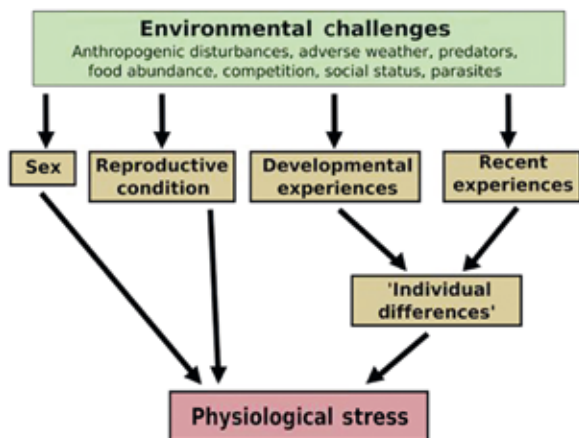 Environmental challenges
Anthropogenic disturbances, adverse weather, predators,
food abundance, competition, social status, parasites
Sex
Reproductive
condition
Developmental
experiences
Recent
experiences
'Individual
differences'
Physiological stress